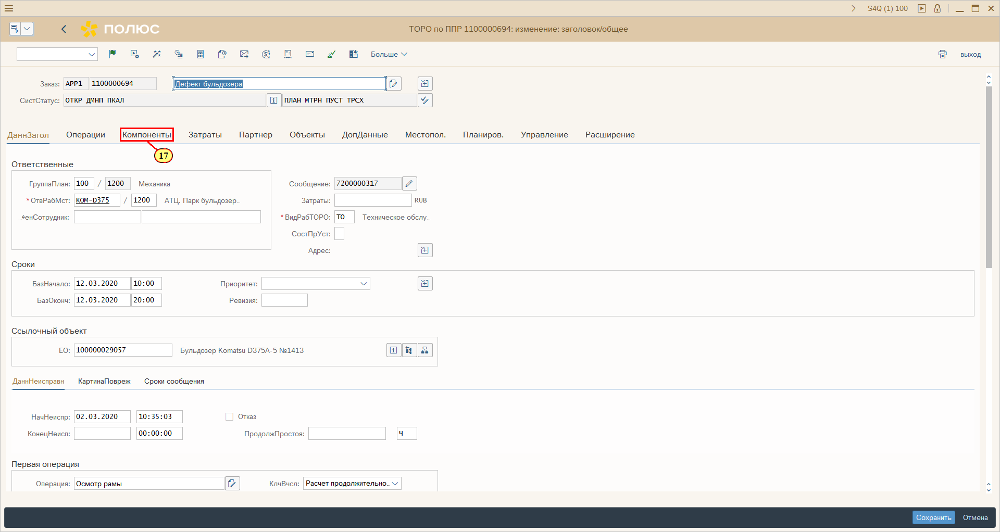 S4Q (1) 100
ПОЛЮС
ТОРО по ППР 1100000694: изменение: заголовок/общее
Больше
выход
Заказ: APP1 1100000694 Дефект бульдозера
СистСтатус: ОТКР ДМНП ПКАЛ ПЛАН МТРН ПУСТ ТРСХ
ДаннЗагол Операции Компоненты Затраты Партнер Объекты ДопДанные Местопол. Планиров. Управление Расширение
17
Ответственные
ГруппаПлан: 100 / 1200 Механика
Сообщение: 7200000317
* ОтвРабМст: KOM-D375 / 1200 АТЦ. Парк бульдозер...
Затраты: RUB
...енСотрудник:
* ВидРабТОРО: ТО Техническое обслу...
СостПрУст:
Адрес:
Сроки
БазНачало: 12.03.2020 10:00 Приоритет:
БазОконч: 12.03.2020 20:00 Ревизия:
Ссылочный объект
ЕО: 100000029057 Бульдозер Komatsu D375A-5 №1413
ДаннНеисправн КартинаПовреж Сроки сообщения
НачНеиспр: 02.03.2020 10:35:03 Отказ
КонецНеисп: 00:00:00 ПродолжПростоя: Ч
Первая операция
Операция: Осмотр рамы КлчВчсл: Расчет продолжительно...
Сохранить Отмена